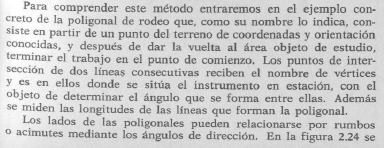 Para comprender este método entraremos en el ejemplo con-
creto de la poligonal de rodeo que, como su nombre lo indica, con-
siste en partir de un punto del terreno de coordenadas y orientación
conocidas, y después de dar la vuelta al área objeto de estudio,
terminar el trabajo en el punto de comienzo. Los puntos de inter-
sección de dos líneas consecutivas reciben el nombre de vértices
y es en ellos donde se sitúa el instrumento en estación, con el
objeto de determinar el ángulo que se forma entre ellas. Además
se miden las longitudes de las líneas que forman la poligonal.
Los lados de las poligonales pueden relacionarse por rumbos
o acimutes mediante los ángulos de dirección. En la figura 2.24 se